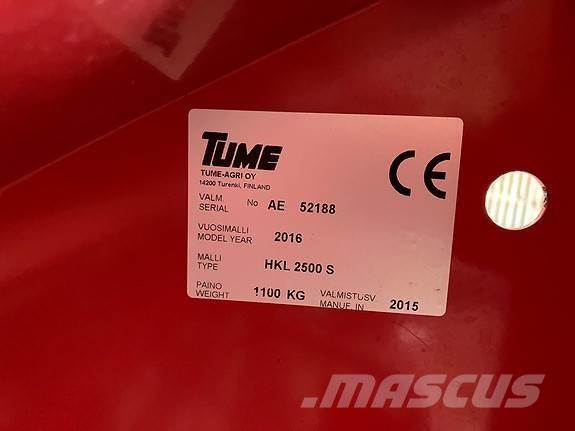 TUME
TUME-AGRI OY
14200 Turenki, FINLAND
CE
VALM. No AE 52188
SERIAL
VUOSIMALLI
MODEL YEAR 2016
MALLI
TYPE HKL 2500 S
PAINO
WEIGHT 1100 KG
VALMISTUSV.
MANUF. IN 2015
MASCUS